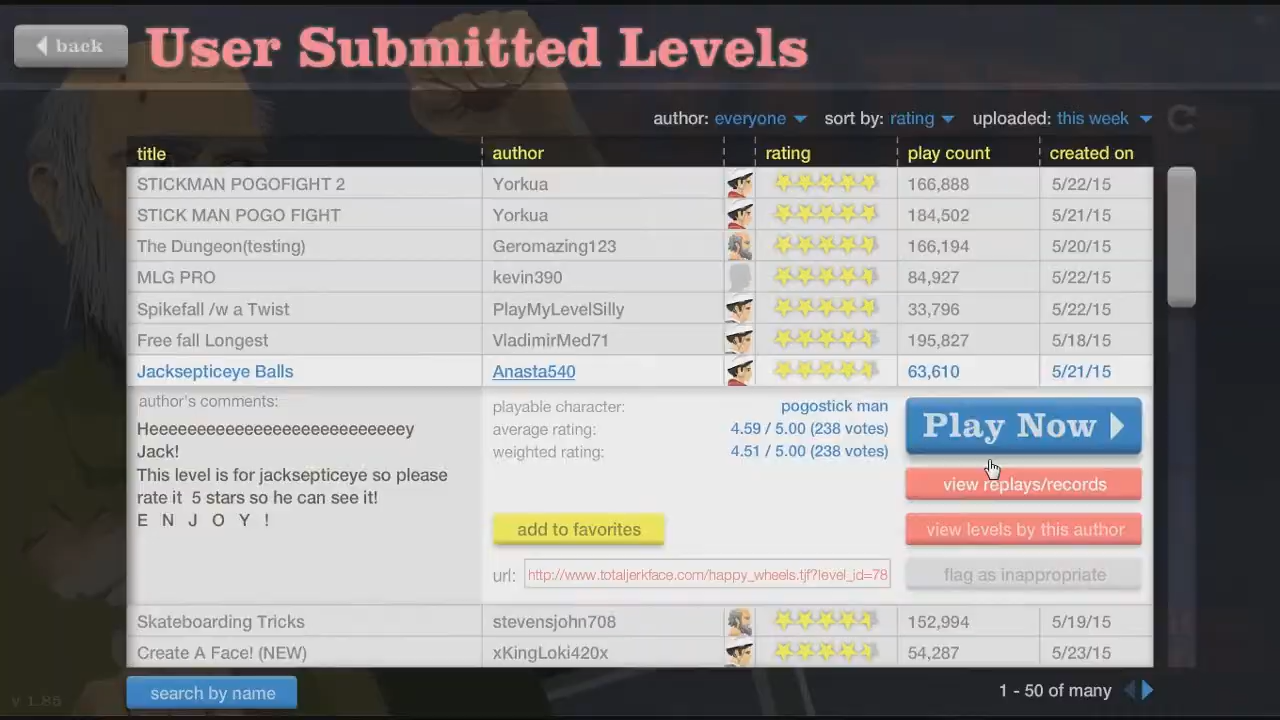 back
User Submitted Levels
author: everyone sort by: rating uploaded: this week
title author rating play count created on
STICKMAN POGOFIGHT 2 Yorkua 166,888 5/22/15
STICK MAN POGO FIGHT Yorkua 184,502 5/21/15
The Dungeon(testing) Geromazing123 166,194 5/20/15
MLG PRO kevin390 84,927 5/22/15
Spikefall /w a Twist PlayMyLevelSilly 33,796 5/22/15
Free fall Longest VladimirMed71 195,827 5/18/15
Jacksepticeye Balls Anasta540 63,610 5/21/15
author's comments:
Heeeeeeeeeeeeeeeeeeeeeeeeeey
Jack!
This level is for jacksepticeye so please
rate it 5 stars so he can see it!
E N J O Y !
playable character: pogostick man
average rating: 4.59 / 5.00 (238 votes)
weighted rating: 4.51 / 5.00 (238 votes)
add to favorites
url: http://www.totaljerkface.com/happy_wheels.tjf?level_id=78
Play Now
view replays/records
view levels by this author
flag as inappropriate
Skateboarding Tricks stevensjohn708 152,994 5/19/15
Create A Face! (NEW) xKingLoki420x 54,287 5/23/15
search by name
1 - 50 of many
v 1.85